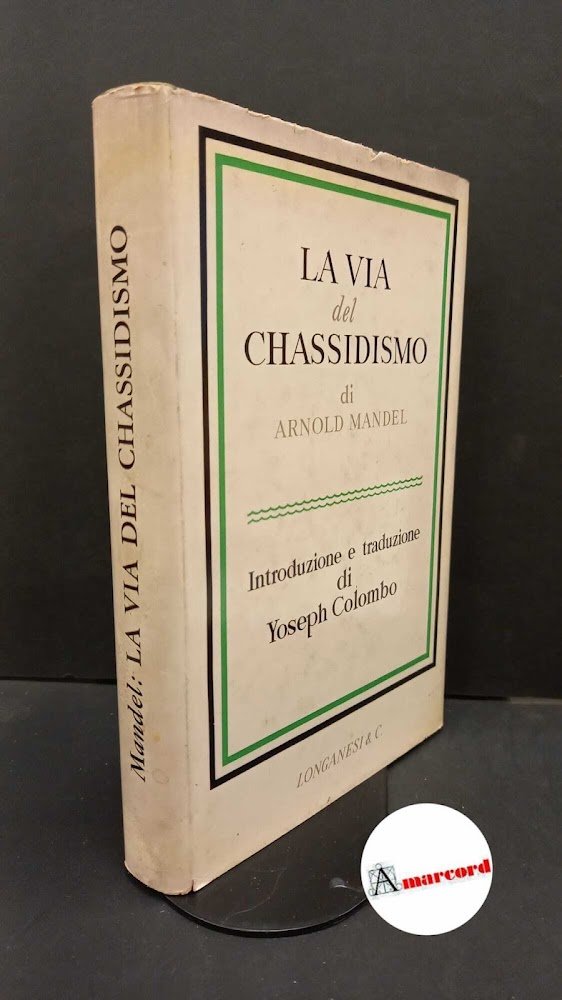 Mandel: LA VIA DEL CHASSIDISMO
LA VIA
del
CHASSIDISMO
di
ARNOLD MANDEL
Introduzione e traduzione
di
Yoseph Colombo
LONGANESI & C.
Amarcord